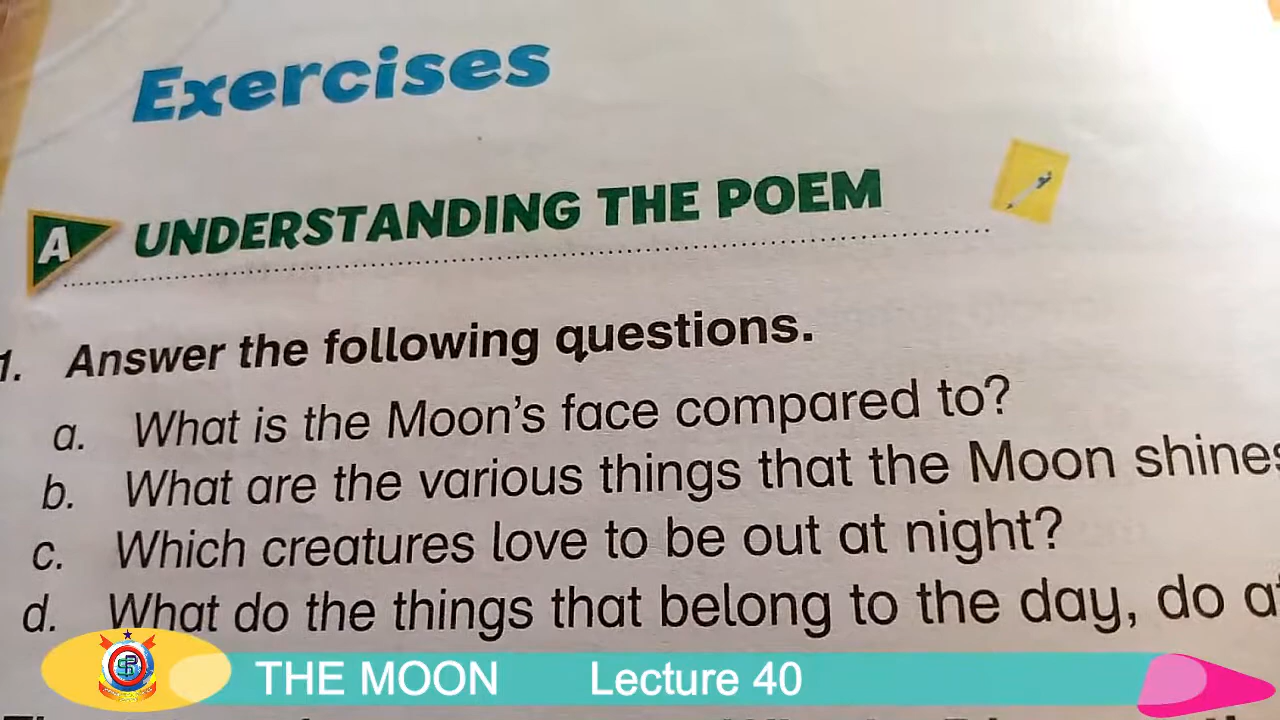 Exercises
A UNDERSTANDING THE POEM
1. Answer the following questions.
a. What is the Moon's face compared to?
b. What are the various things that the Moon shines
c. Which creatures love to be out at night?
d. What do the things that belong to the day, do
THE MOON Lecture 40